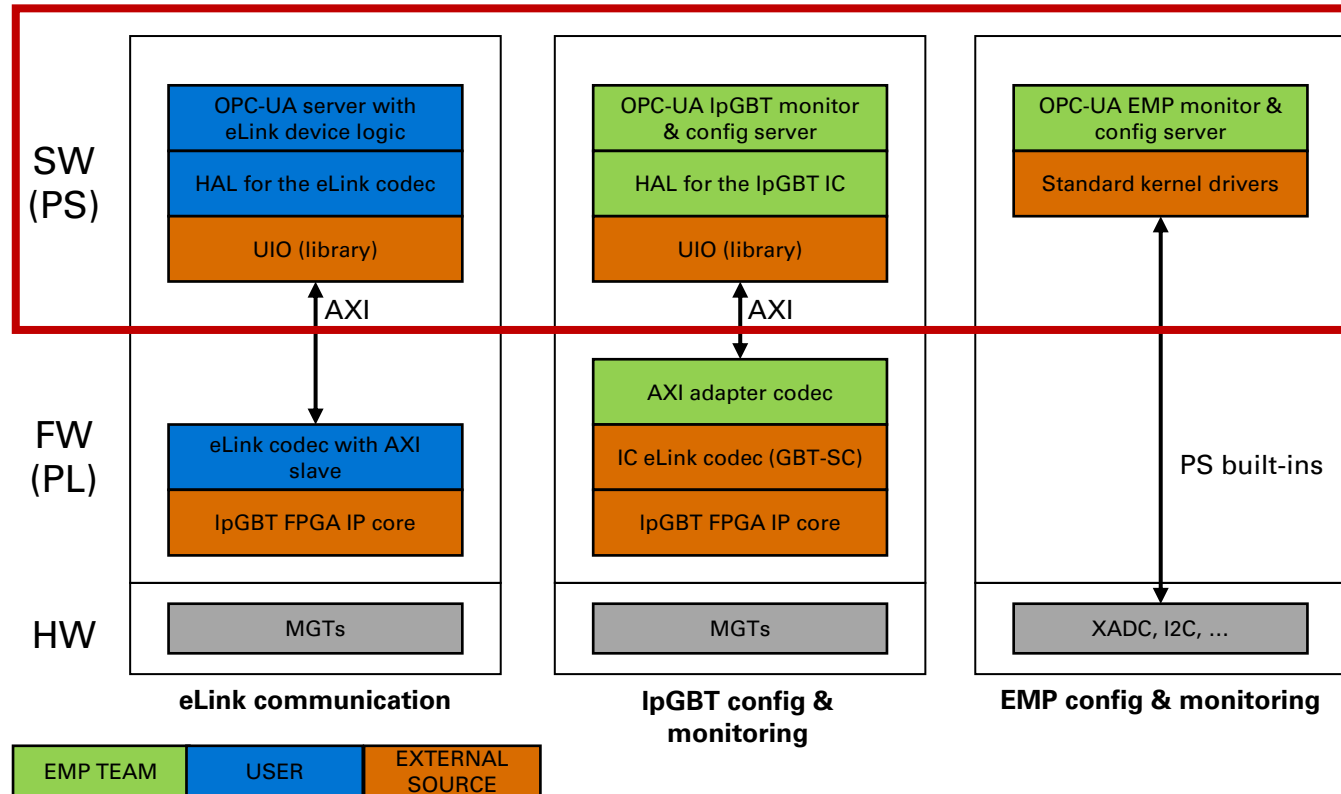 SW
(PS)
OPC-UA server with
eLink device logic
HAL for the eLink codec
UIO (library)
AXI
OPC-UA lpGBT monitor
& config server
HAL for the lpGBT IC
UIO (library)
AXI
OPC-UA EMP monitor &
config server
Standard kernel drivers
FW
(PL)
eLink codec with AXI
slave
lpGBT FPGA IP core
AXI adapter codec
IC eLink codec (GBT-SC)
lpGBT FPGA IP core
PS built-ins
HW
MGTs
MGTs
XADC, I2C, ...
eLink communication
lpGBT config &
monitoring
EMP config & monitoring
EMP TEAM
USER
EXTERNAL
SOURCE